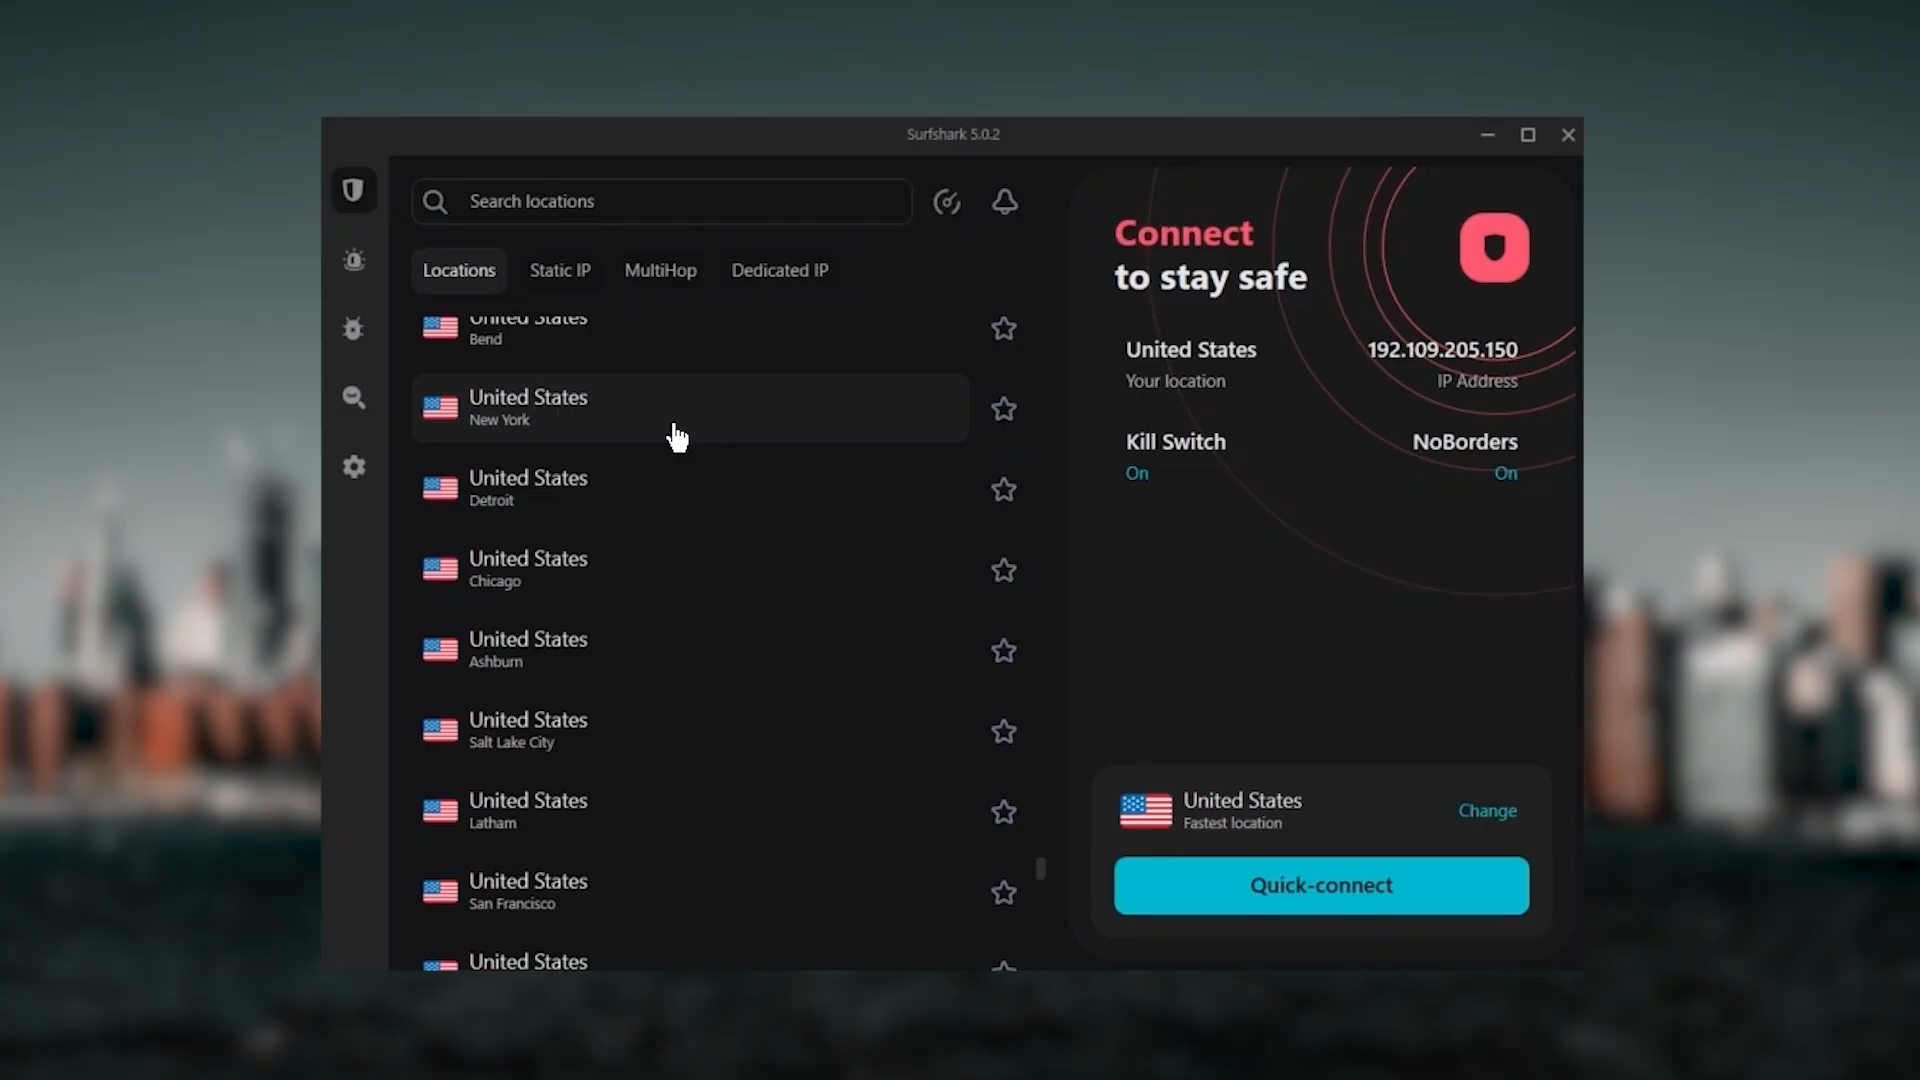 Surfshark 5.0.2
Search locations
Locations
Static IP
MultiHop
Dedicated IP
United States
Bend
United States
New York
United States
Detroit
United States
Chicago
United States
Ashburn
United States
Salt Lake City
United States
Latham
United States
San Francisco
United States
Connect
to stay safe
United States
192.109.205.150
Your location
IP Address
Kill Switch
NoBorders
On
On
United States
Fastest location
Change
Quick-connect